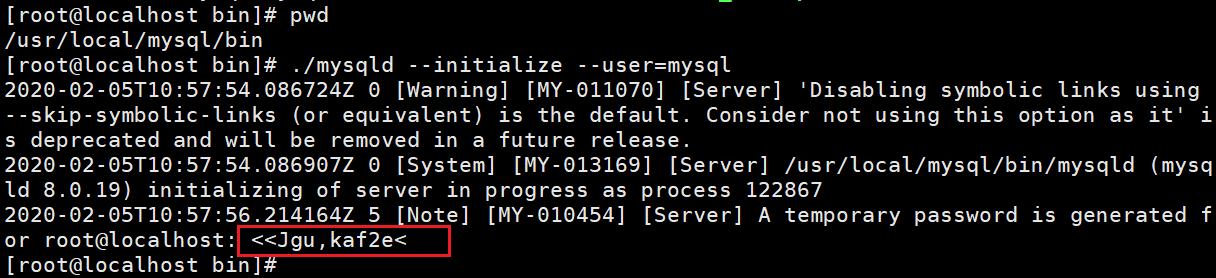 [root@localhost bin]# pwd
/usr/local/mysql/bin
[root@localhost bin]# ./mysqld --initialize --user=mysql
2020-02-05T10:57:54.086724Z 0 [Warning] [MY-011070] [Server] 'Disabling symbolic links using
--skip-symbolic-links (or equivalent) is the default. Consider not using this option as it' i
s deprecated and will be removed in a future release.
2020-02-05T10:57:54.086907Z 0 [System] [MY-013169] [Server] /usr/local/mysql/bin/mysqld (mysq
ld 8.0.19) initializing of server in progress as process 122867
2020-02-05T10:57:56.214164Z 5 [Note] [MY-010454] [Server] A temporary password is generated f
or root@localhost: <<Jgu,kaf2e<
[root@localhost bin]#